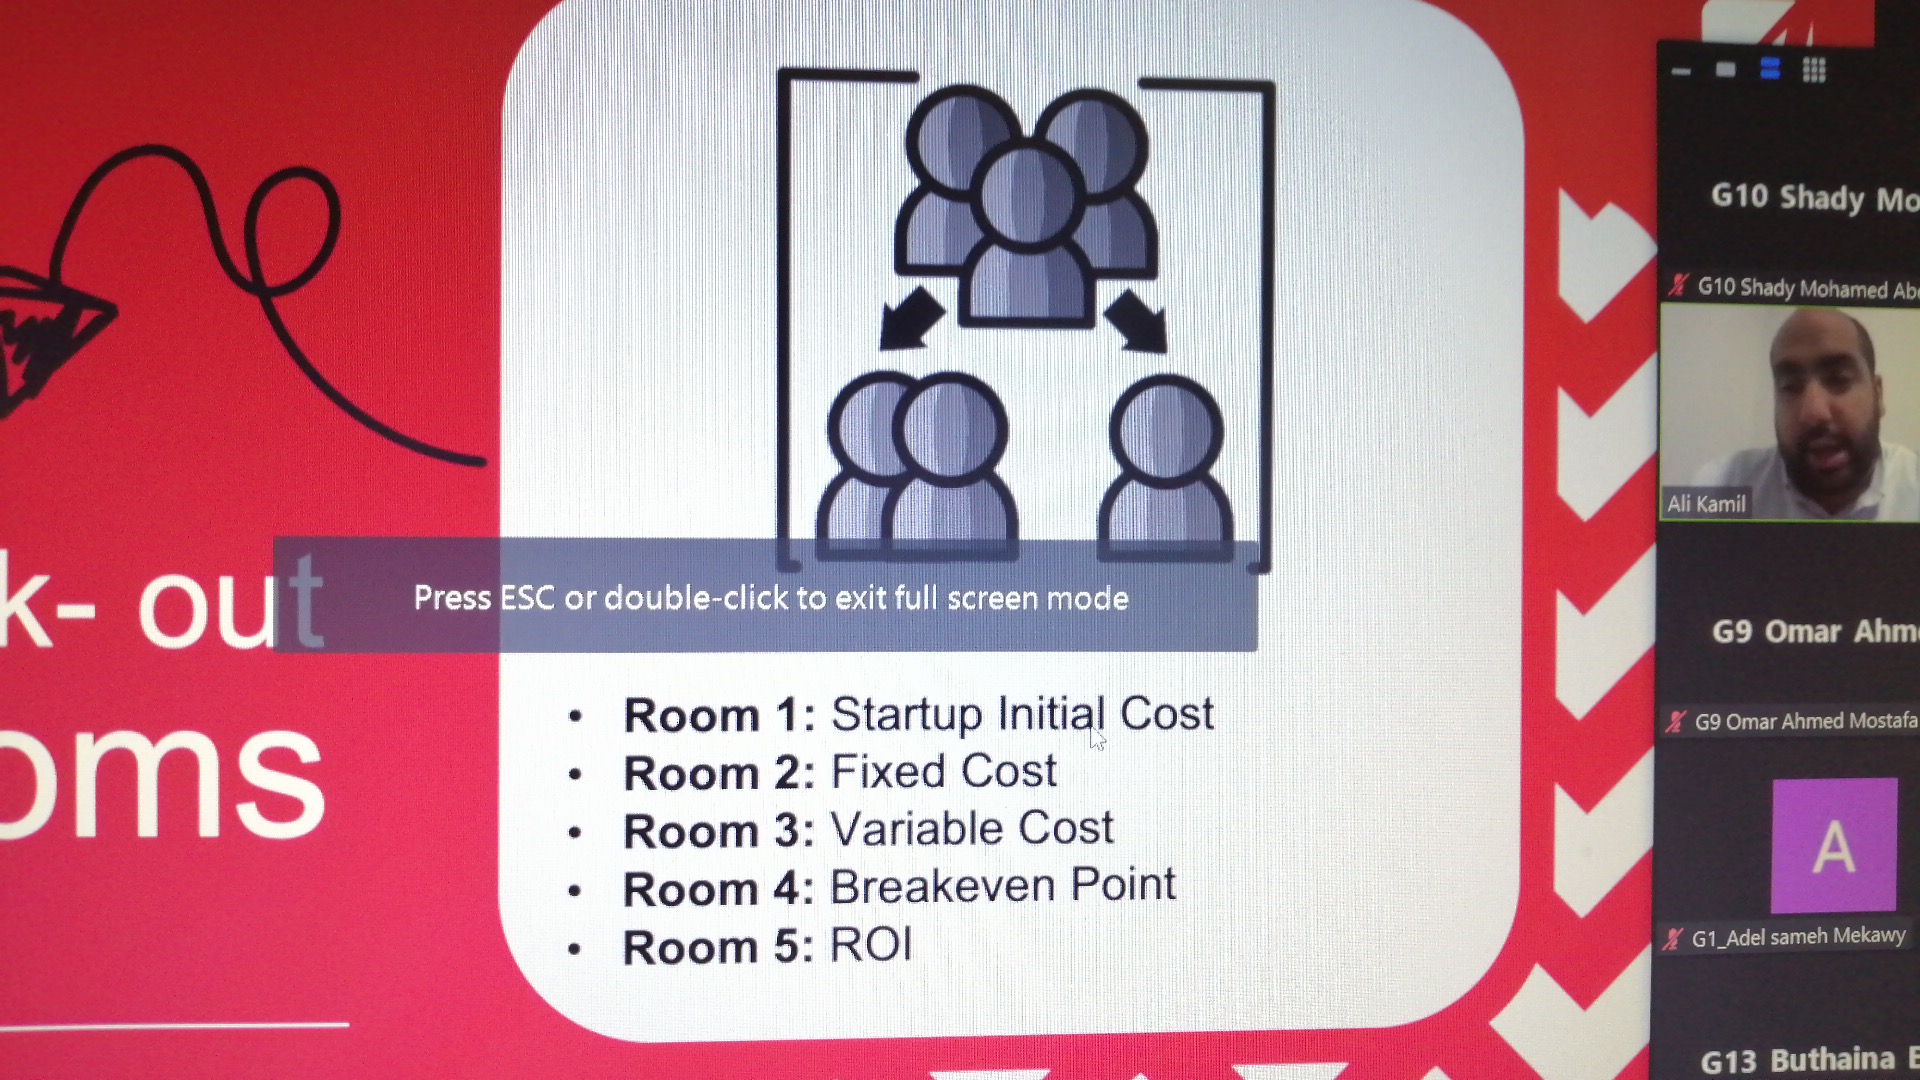 k- out
oms
Press ESC or double-click to exit full screen mode
• Room 1: Startup Initial Cost
• Room 2: Fixed Cost
• Room 3: Variable Cost
• Room 4: Breakeven Point
• Room 5: ROI
G10 Shady Mo
G10 Shady Mohamed Abe
Ali Kamil
G9 Omar Ahm
G9 Omar Ahmed Mostafa
A
G1_Adel sameh Mekawy
G13 Buthaina E